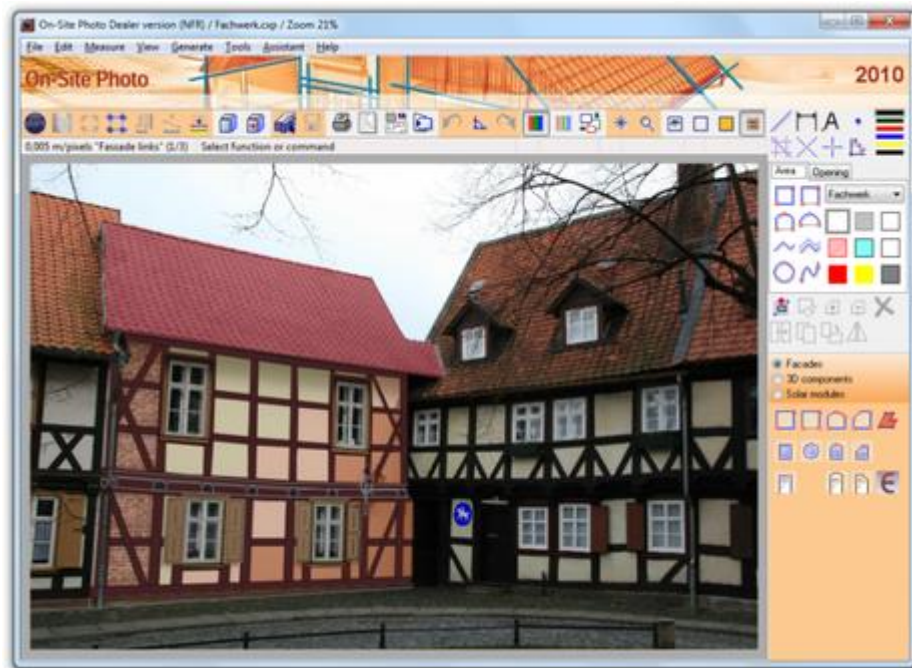 On-Site Photo Dealer version (NFR) / Fachwerk.cxp / Zoom 21%
File Edit Measure View Generate Tools Assistant Help
On-Site Photo
2010
0,005 m/pixels "Fassade links" (1/3) Select function or command
Area Opening
Fachwerk
Facades
3D components
Solar modules